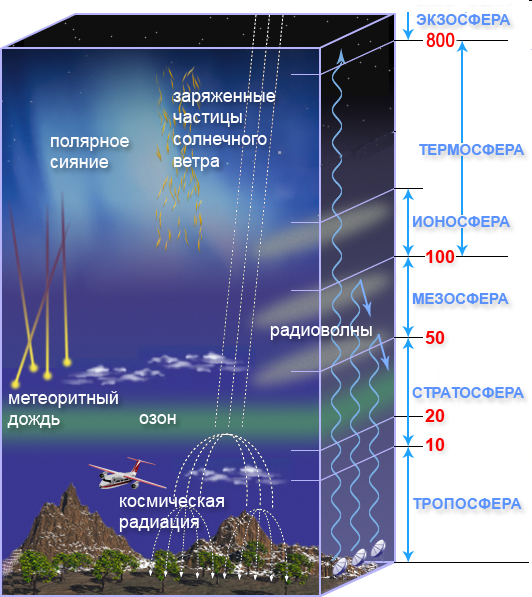 ЭКЗОСФЕРА
800
заряженные
частицы
солнечного
ветра
полярное
сияние
ТЕРМОСФЕРА
ИОНОСФЕРА
100
МЕЗОСФЕРА
радиоволны
50
метеоритный
дождь
озон
СТРАТОСФЕРА
20
10
космическая
радиация
ТРОПОСФЕРА